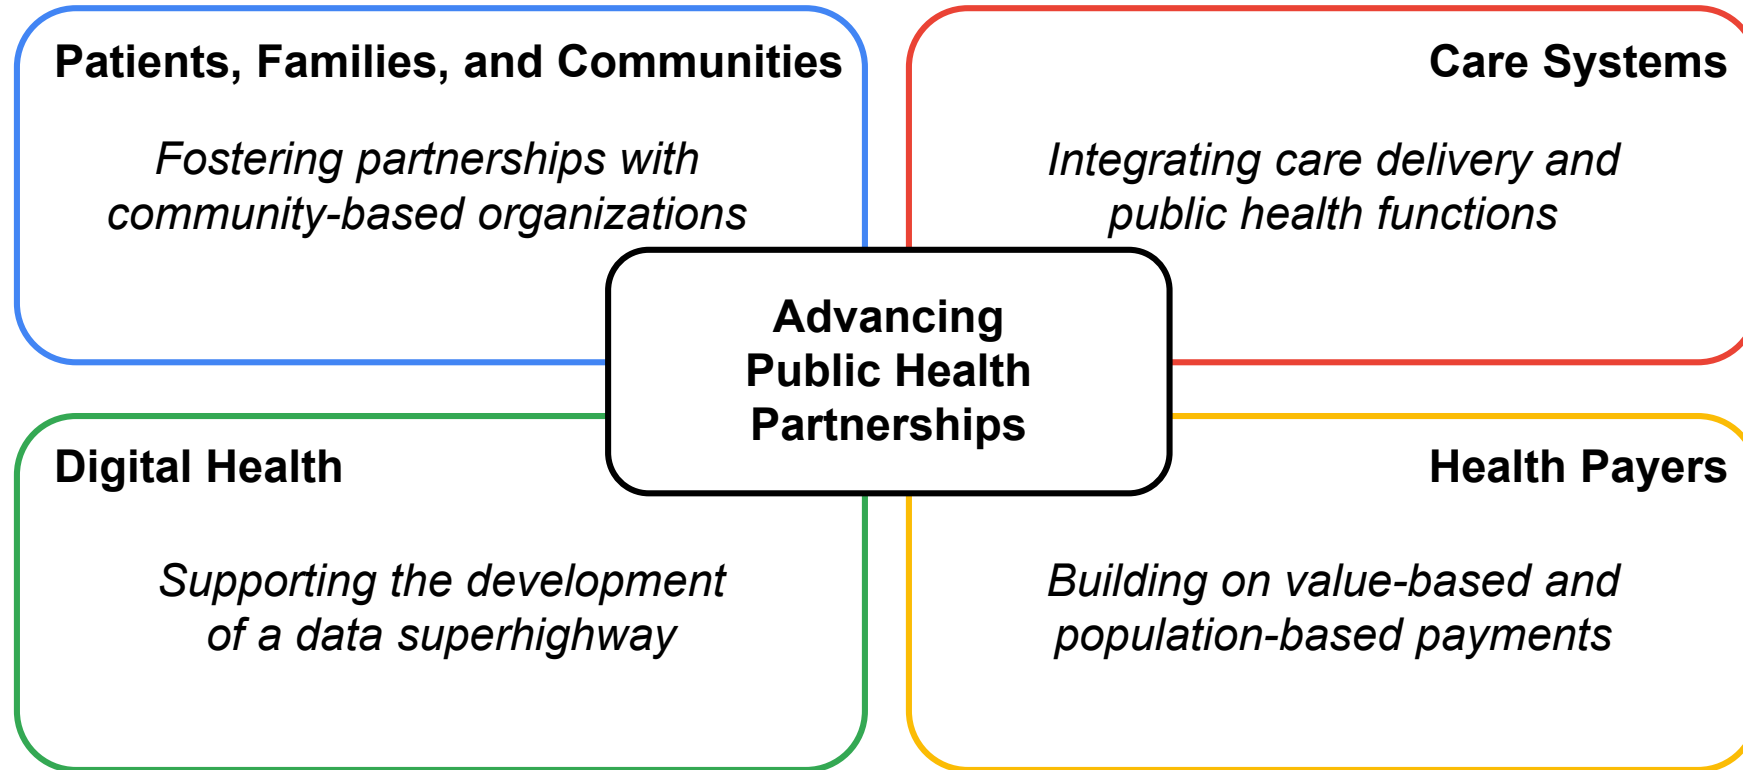 Patients, Families, and Communities
Fostering partnerships with
community-based organizations
Care Systems
Integrating care delivery and
public health functions
Advancing
Public Health
Partnerships
Digital Health
Supporting the development
of a data superhighway
Health Payers
Building on value-based and
population-based payments